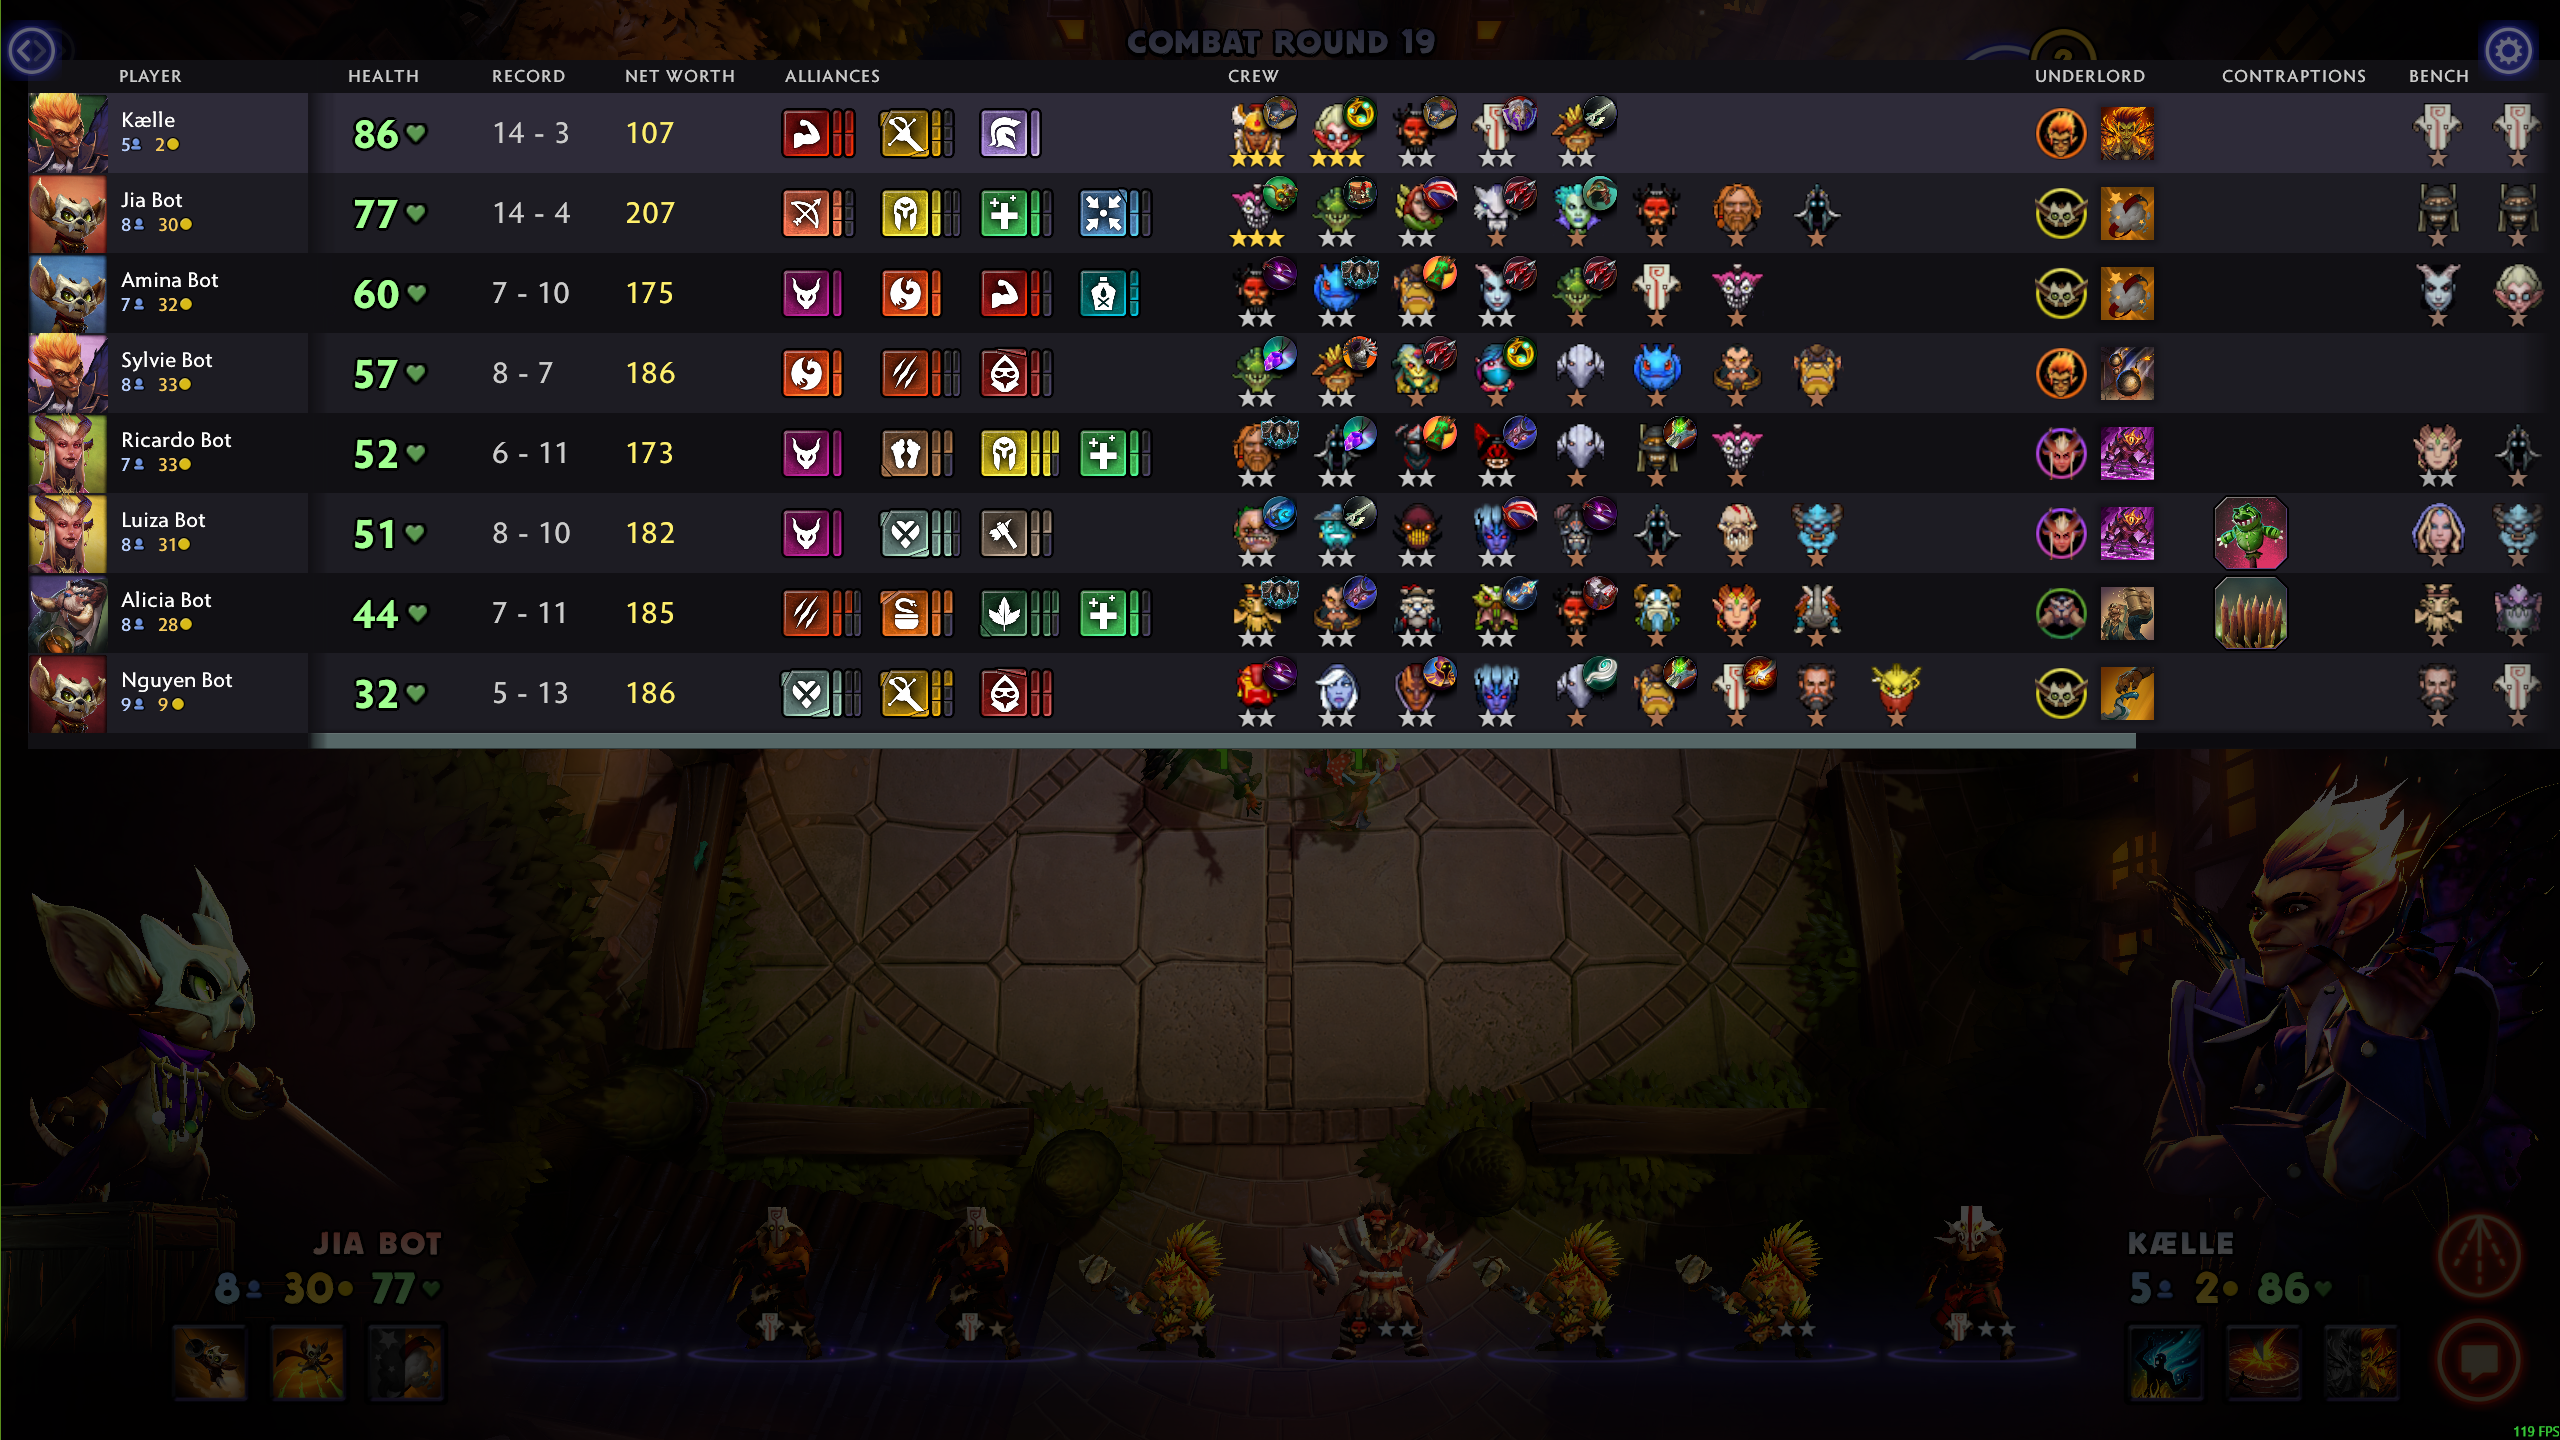 COMBAT ROUND 19
PLAYER HEALTH RECORD NET WORTH ALLIANCES CREW UNDERLORD CONTRAPTIONS BENCH
Kælle
5 2
86 14 - 3 107
Jia Bot
8 30
77 14 - 4 207
Amina Bot
7 32
60 7 - 10 175
Sylvie Bot
8 33
57 8 - 7 186
Ricardo Bot
7 33
52 6 - 11 173
Luiza Bot
8 31
51 8 - 10 182
Alicia Bot
8 28
44 7 - 11 185
Nguyen Bot
9 9
32 5 - 13 186
JIA BOT
8 30 77
KÆLLE
5 2 86
119 FPS